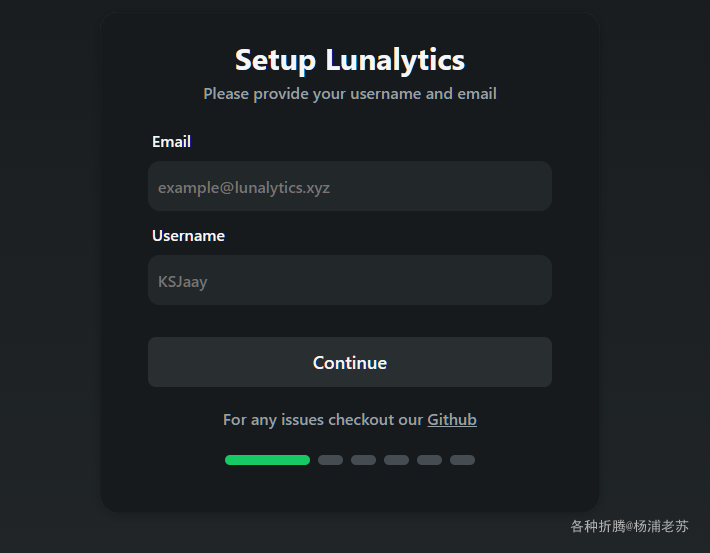 Setup Lunalytics
Please provide your username and email
Email
example@lunalytics.xyz
Username
KSJaay
Continue
For any issues checkout our Github
各种折腾@杨浦老苏